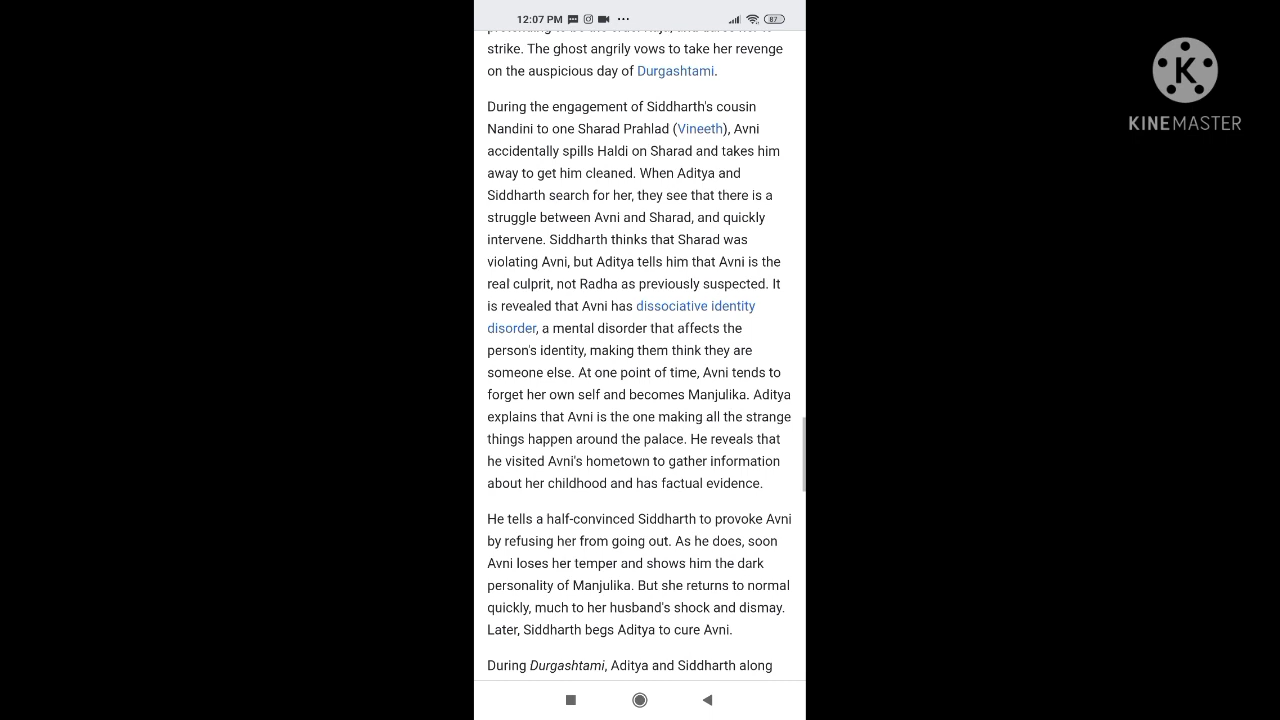 12:07 PM
87
strike. The ghost angrily vows to take her revenge
on the auspicious day of Durgashtami.
During the engagement of Siddharth's cousin
Nandini to one Sharad Prahlad (Vineeth), Avni
accidentally spills Haldi on Sharad and takes him
away to get him cleaned. When Aditya and
Siddharth search for her, they see that there is a
struggle between Avni and Sharad, and quickly
intervene. Siddharth thinks that Sharad was
violating Avni, but Aditya tells him that Avni is the
real culprit, not Radha as previously suspected. It
is revealed that Avni has dissociative identity
disorder, a mental disorder that affects the
person's identity, making them think they are
someone else. At one point of time, Avni tends to
forget her own self and becomes Manjulika. Aditya
explains that Avni is the one making all the strange
things happen around the palace. He reveals that
he visited Avni's hometown to gather information
about her childhood and has factual evidence.
He tells a half-convinced Siddharth to provoke Avni
by refusing her from going out. As he does, soon
Avni loses her temper and shows him the dark
personality of Manjulika. But she returns to normal
quickly, much to her husband's shock and dismay.
Later, Siddharth begs Aditya to cure Avni.
During Durgashtami, Aditya and Siddharth along
K
KINEMASTER